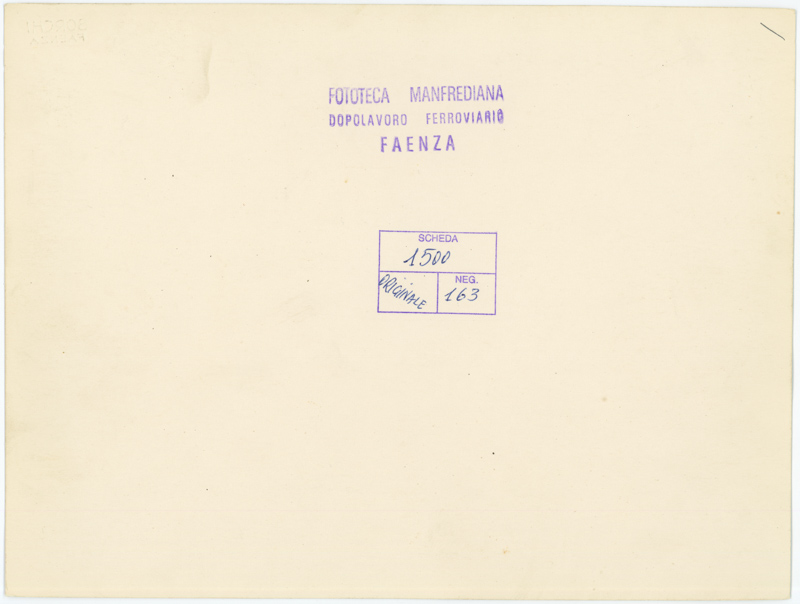 FOTOTECA MANFREDIANA
DOPOLAVORO FERROVIARIO
FAENZA
SCHEDA
1500
ORIGINALE
NEG.
163